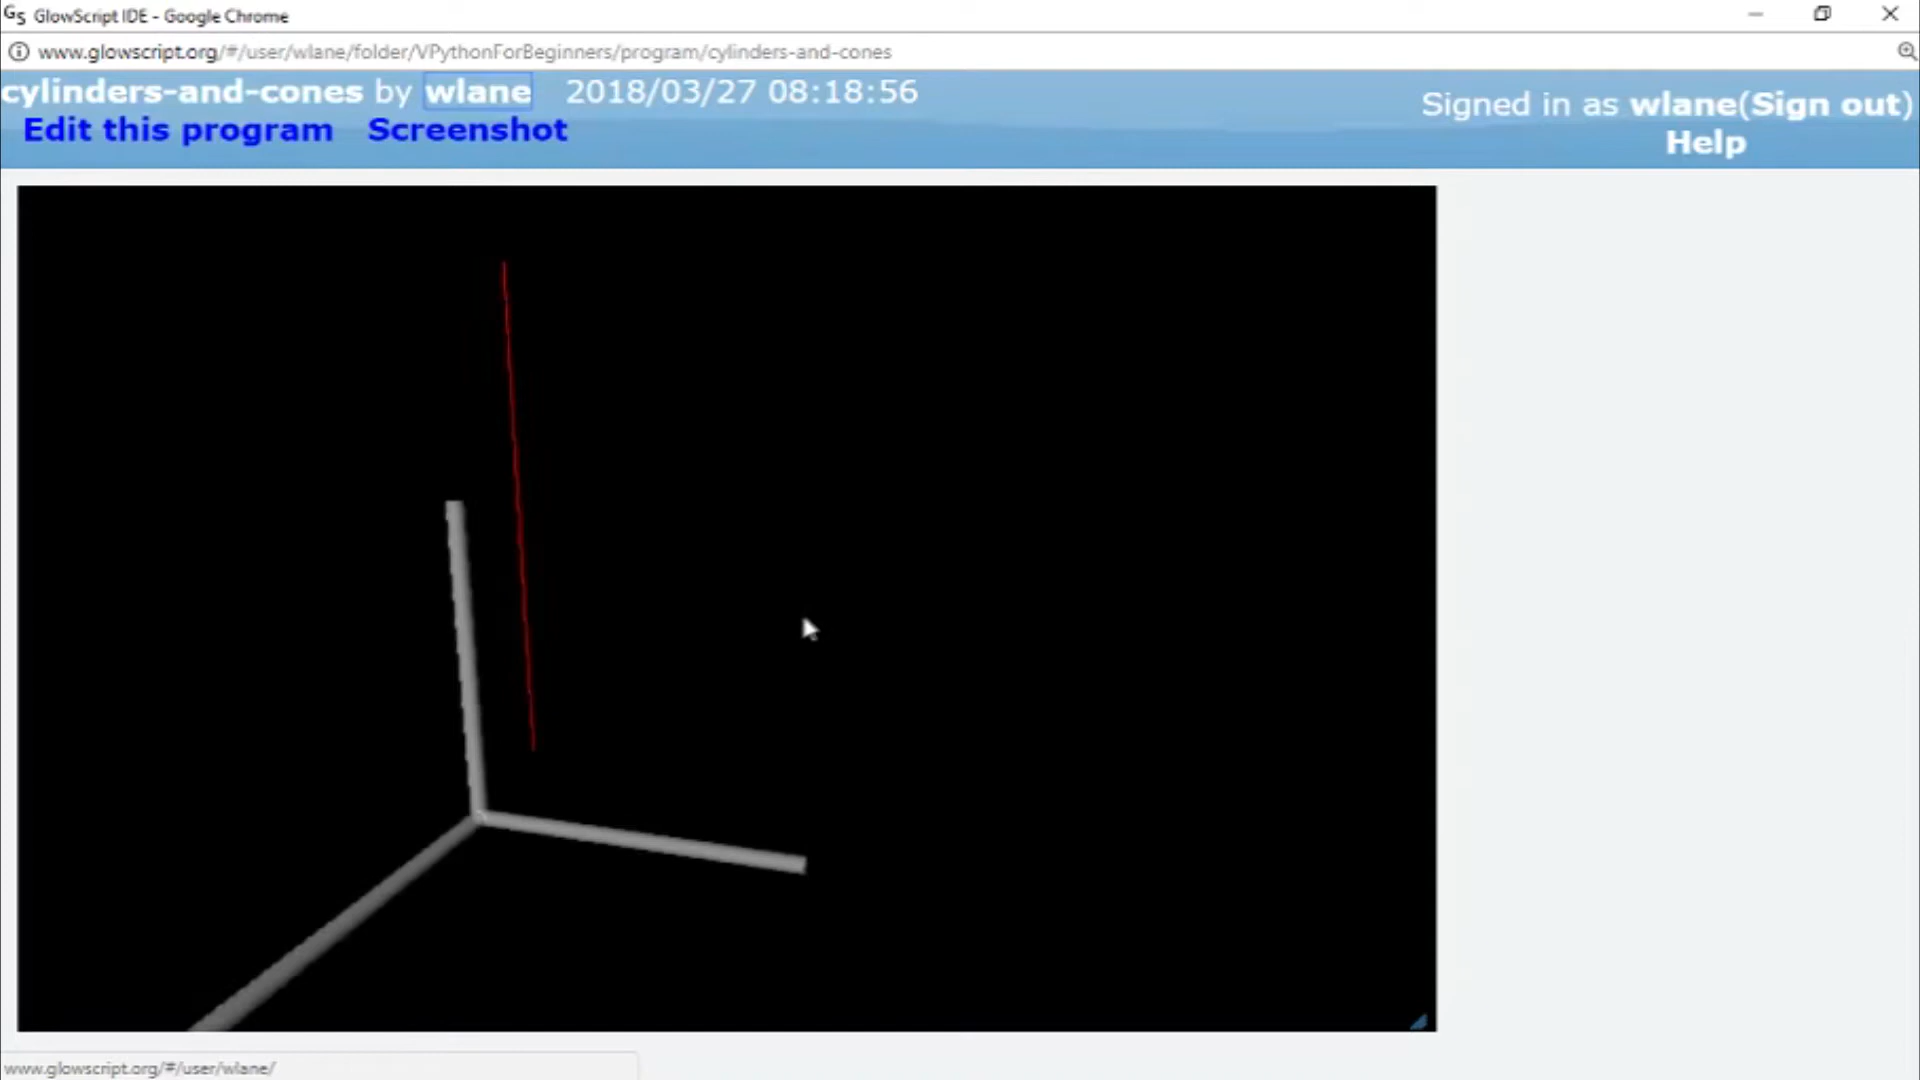 GS GlowScript IDE - Google Chrome
www.glowscript.org/#/user/wlane/folder/VPythonForBeginners/program/cylinders-and-cones
cylinders-and-cones by wlane 2018/03/27 08:18:56
Signed in as wlane(Sign out)
Edit this program Screenshot
Help
www.glowscript.org/#/user/wlane/